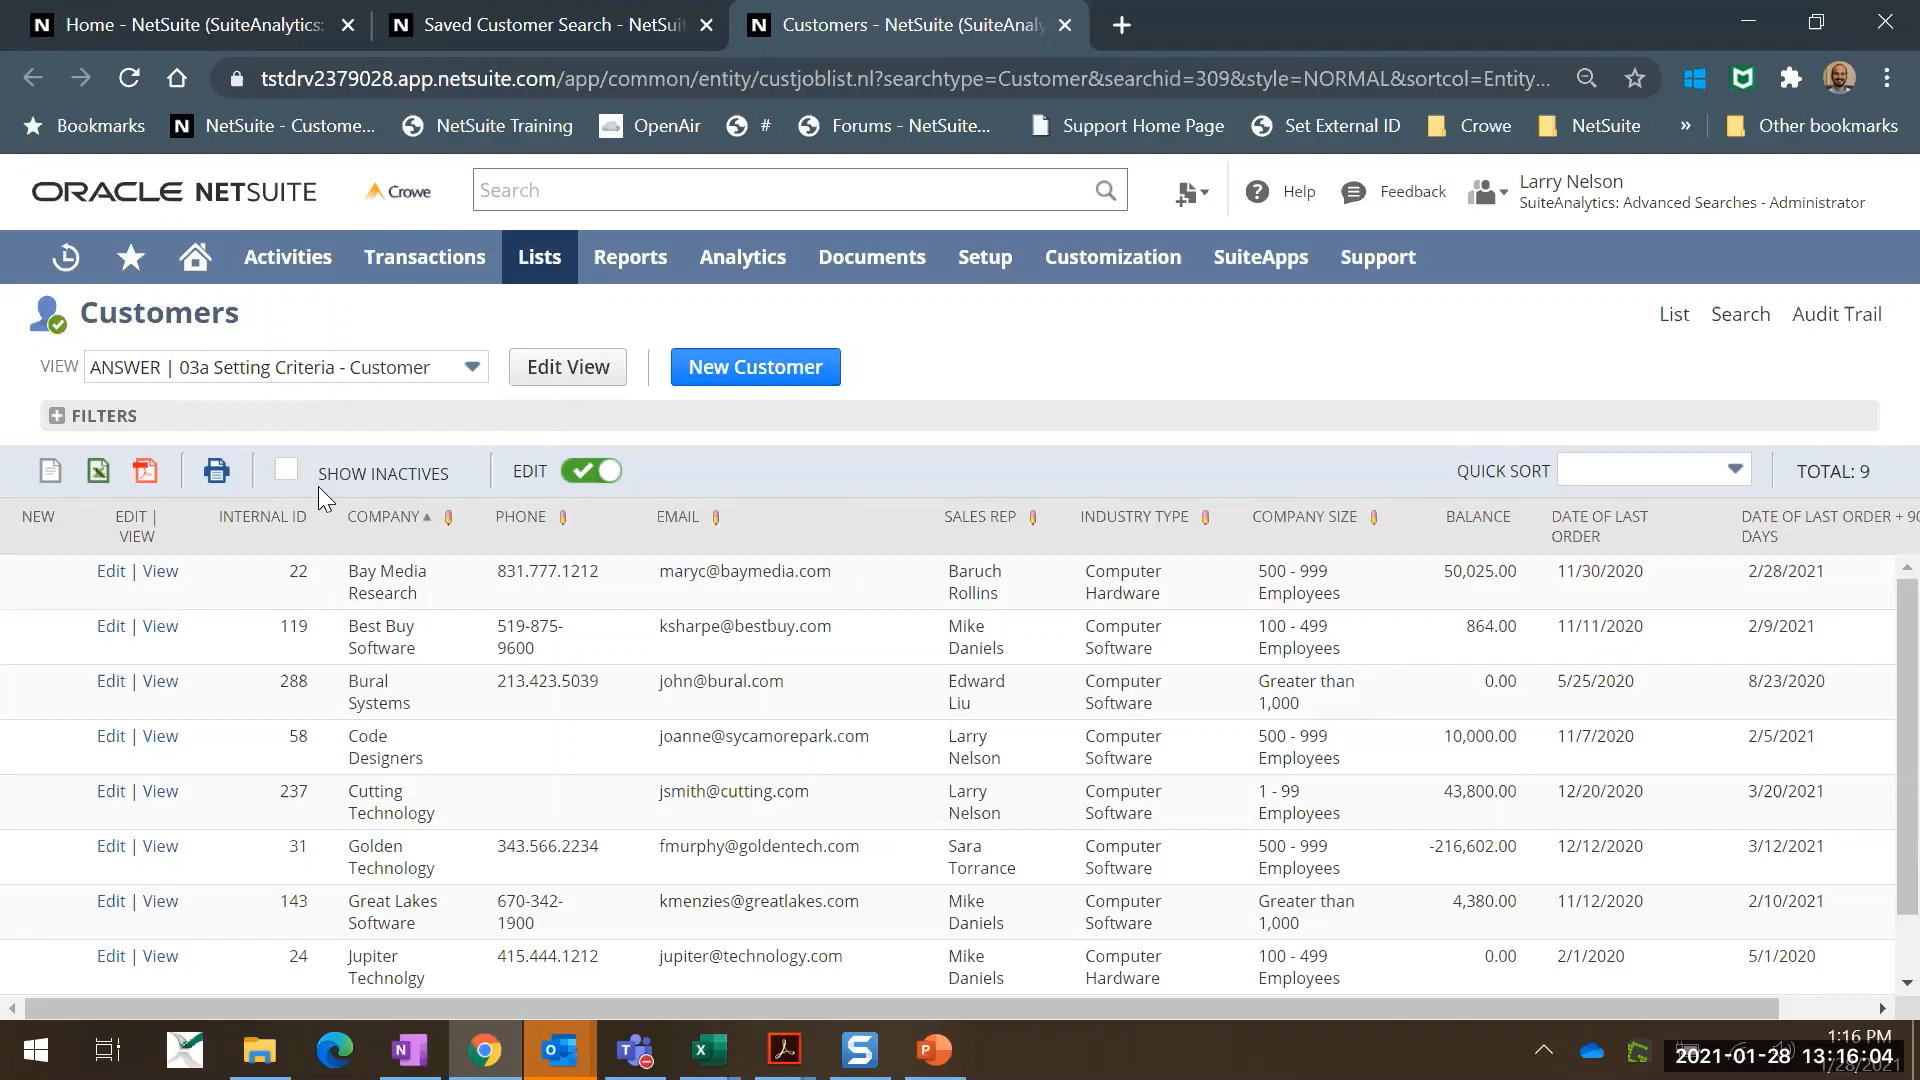 Home - NetSuite (SuiteAnalytics:
Saved Customer Search - NetSuit
Customers - NetSuite (SuiteAnaly
tstdrv2379028.app.netsuite.com/app/common/entity/custjoblist.nl?searchtype=Customer&searchid=309&style=NORMAL&sortcol=Entity...
Bookmarks
NetSuite - Custome...
NetSuite Training
OpenAir
#
Forums - NetSuite...
Support Home Page
Set External ID
Crowe
NetSuite
»
Other bookmarks
ORACLE NETSUITE
Crowe
Search
Help
Feedback
Larry Nelson
SuiteAnalytics: Advanced Searches - Administrator
Activities
Transactions
Lists
Reports
Analytics
Documents
Setup
Customization
SuiteApps
Support
Customers
List
Search
Audit Trail
VIEW
ANSWER | 03a Setting Criteria - Customer
Edit View
New Customer
FILTERS
SHOW INACTIVES
EDIT
QUICK SORT
TOTAL: 9
NEW EDIT | INTERNAL ID COMPANY PHONE EMAIL SALES REP INDUSTRY TYPE COMPANY SIZE BALANCE DATE OF LAST DATE OF LAST ORDER + 90
VIEW ORDER DAYS
Edit | View 22 Bay Media 831.777.1212 maryc@baymedia.com Baruch Computer 500 - 999 50,025.00 11/30/2020 2/28/2021
Research Rollins Hardware Employees
Edit | View 119 Best Buy 519-875- ksharpe@bestbuy.com Mike Computer 100 - 499 864.00 11/11/2020 2/9/2021
Software 9600 Daniels Software Employees
Edit | View 288 Bural 213.423.5039 john@bural.com Edward Computer Greater than 0.00 5/25/2020 8/23/2020
Systems Liu Software 1,000
Edit | View 58 Code joanne@sycamorepark.com Larry Computer 500 - 999 10,000.00 11/7/2020 2/5/2021
Designers Nelson Software Employees
Edit | View 237 Cutting jsmith@cutting.com Larry Computer 1 - 99 43,800.00 12/20/2020 3/20/2021
Technology Nelson Software Employees
Edit | View 31 Golden 343.566.2234 fmurphy@goldentech.com Sara Computer 500 - 999 -216,602.00 12/12/2020 3/12/2021
Technology Torrance Software Employees
Edit | View 143 Great Lakes 670-342- kmenzies@greatlakes.com Mike Computer Greater than 4,380.00 11/12/2020 2/10/2021
Software 1900 Daniels Software 1,000
Edit | View 24 Jupiter 415.444.1212 jupiter@technology.com Mike Computer 100 - 499 0.00 2/1/2020 5/1/2020
Technolgy Daniels Hardware Employees
1:16 PM
2021-01-28 13:16:04